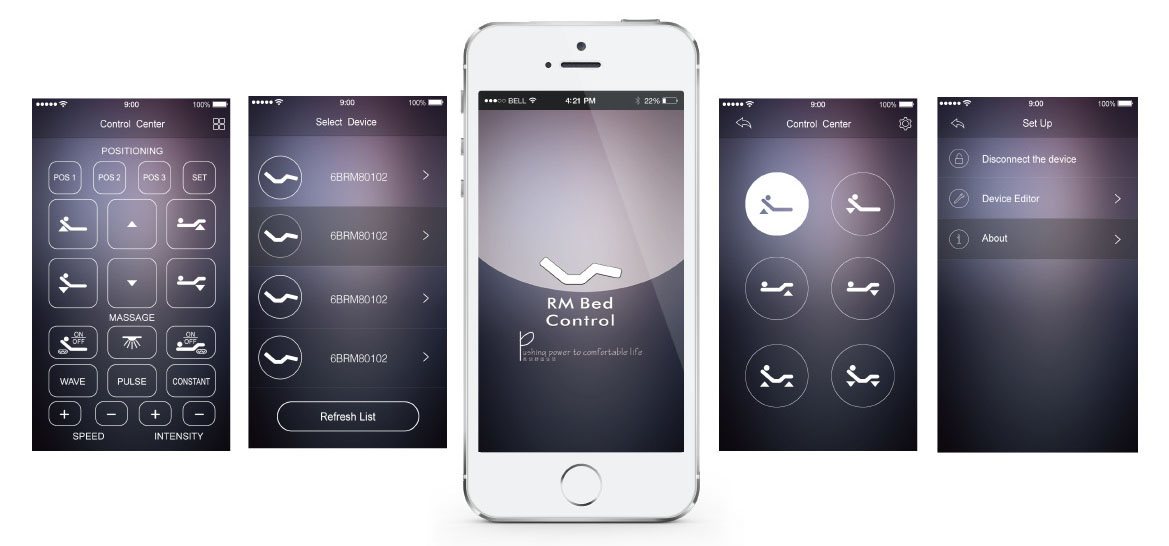 9:00
100%
Control Center
POSITIONING
POS 1
POS 2
POS 3
SET
MASSAGE
ON
OFF
ON
OFF
WAVE
PULSE
CONSTANT
SPEED
INTENSITY
9:00
100%
Select Device
6BRM80102
6BRM80102
6BRM80102
6BRM80102
Refresh List
BELL
4:21 PM
22%
RM Bed
Control
Pushing power to comfortable life
9:00
100%
Control Center
9:00
100%
Set Up
Disconnect the device
Device Editor
About